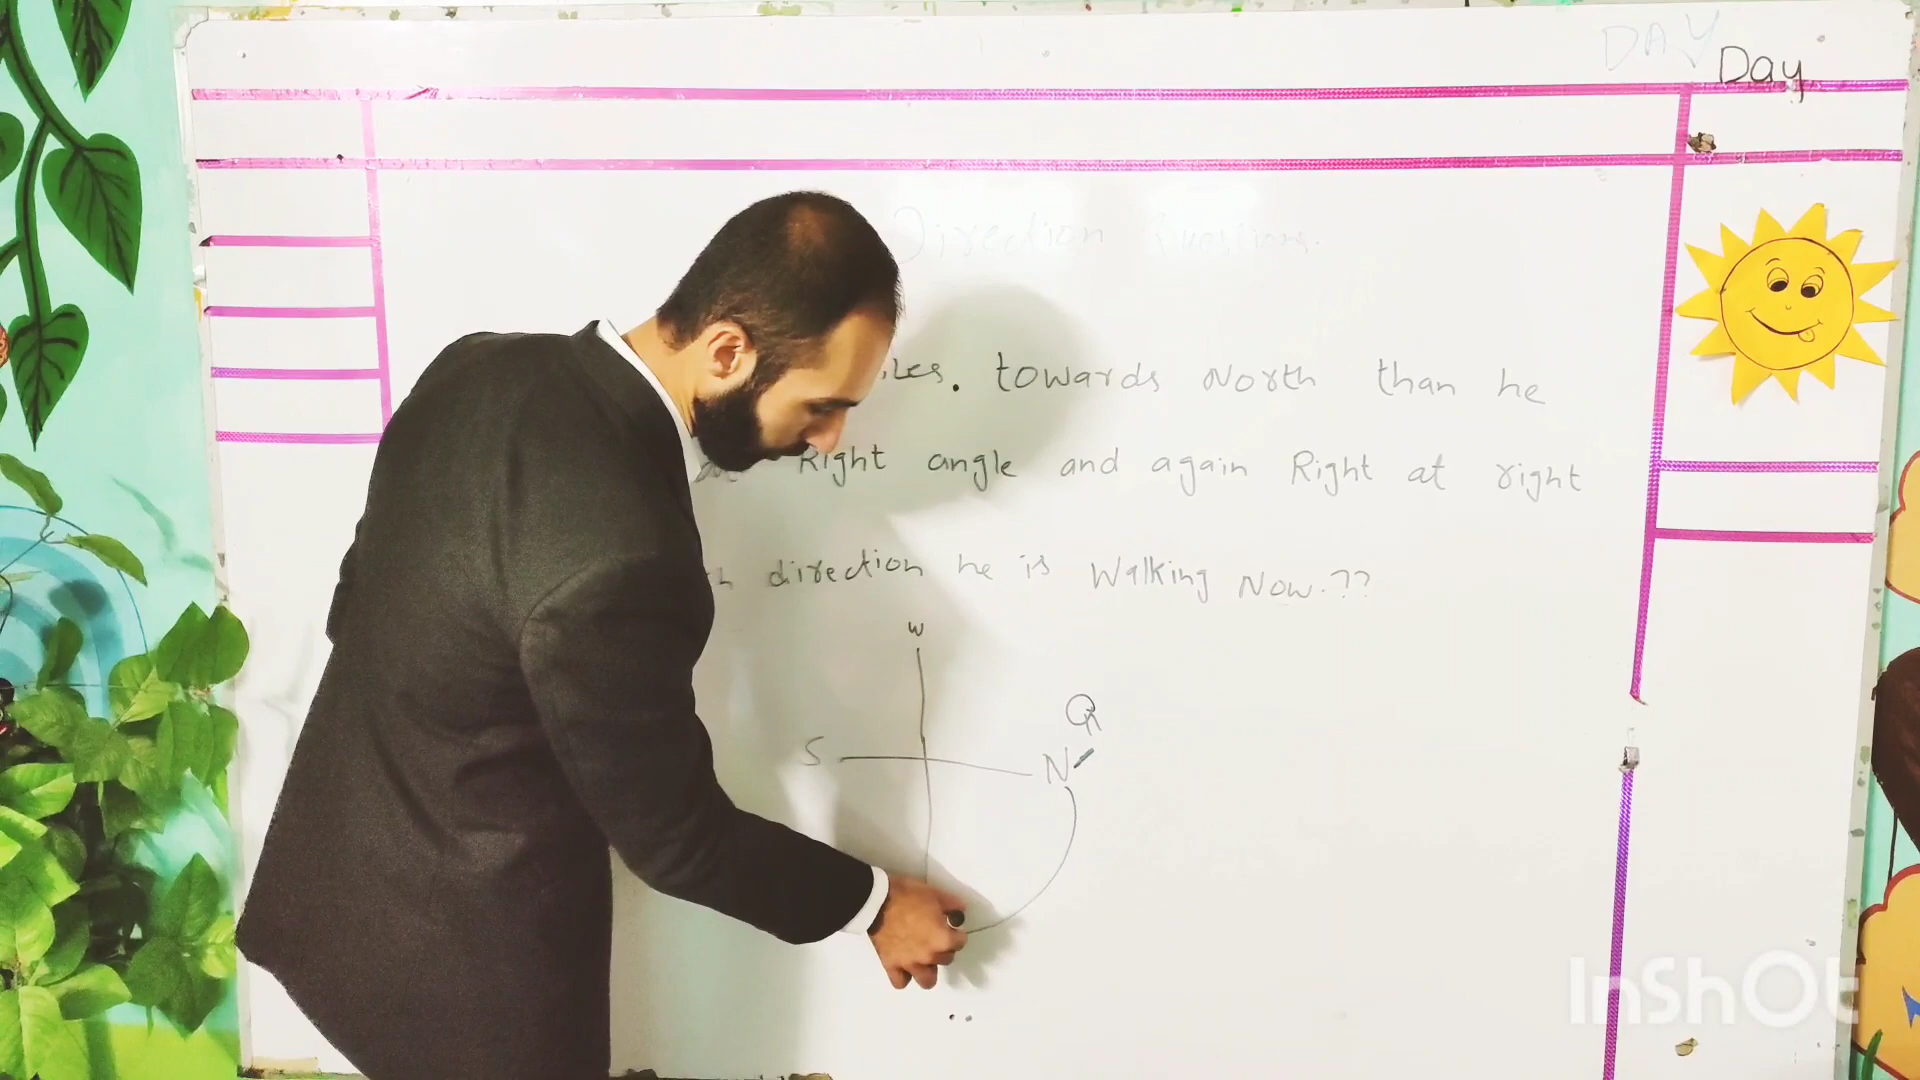 DAY
Day
Direction Questions.
towards North than he
Right angle and again Right at right
direction he is Walking Now.??
W
S
N
R
InShOt